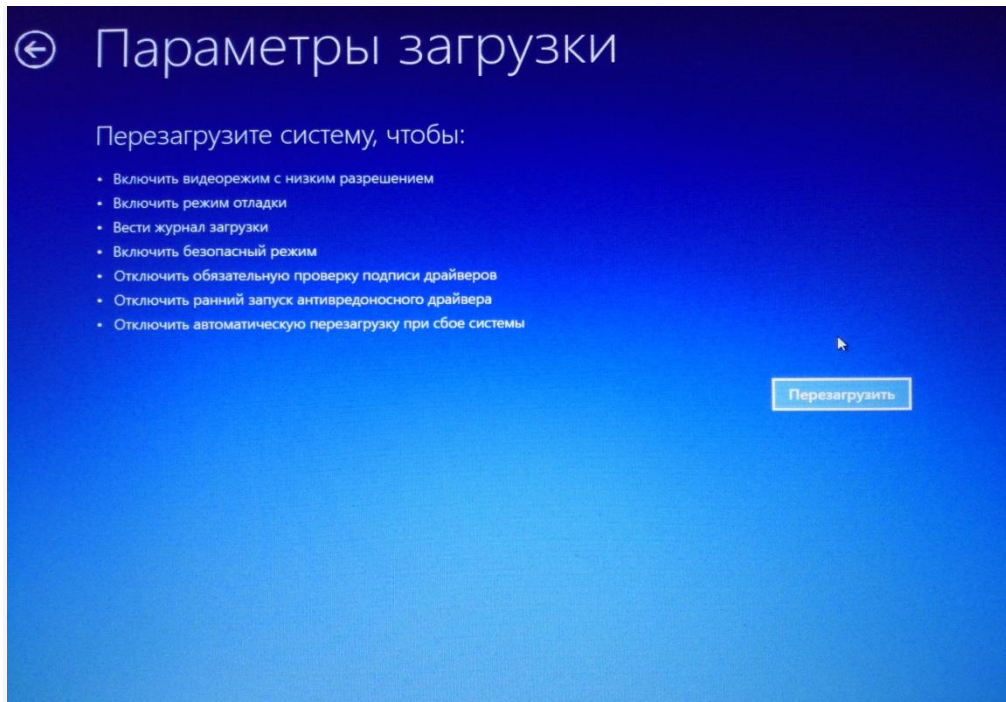 Параметры загрузки
Перезагрузите систему, чтобы:
• Включить видеорежим с низким разрешением
• Включить режим отладки
• Вести журнал загрузки
• Включить безопасный режим
• Отключить обязательную проверку подписи драйверов
• Отключить ранний запуск антивредоносного драйвера
• Отключить автоматическую перезагрузку при сбое системы
Перезагрузить